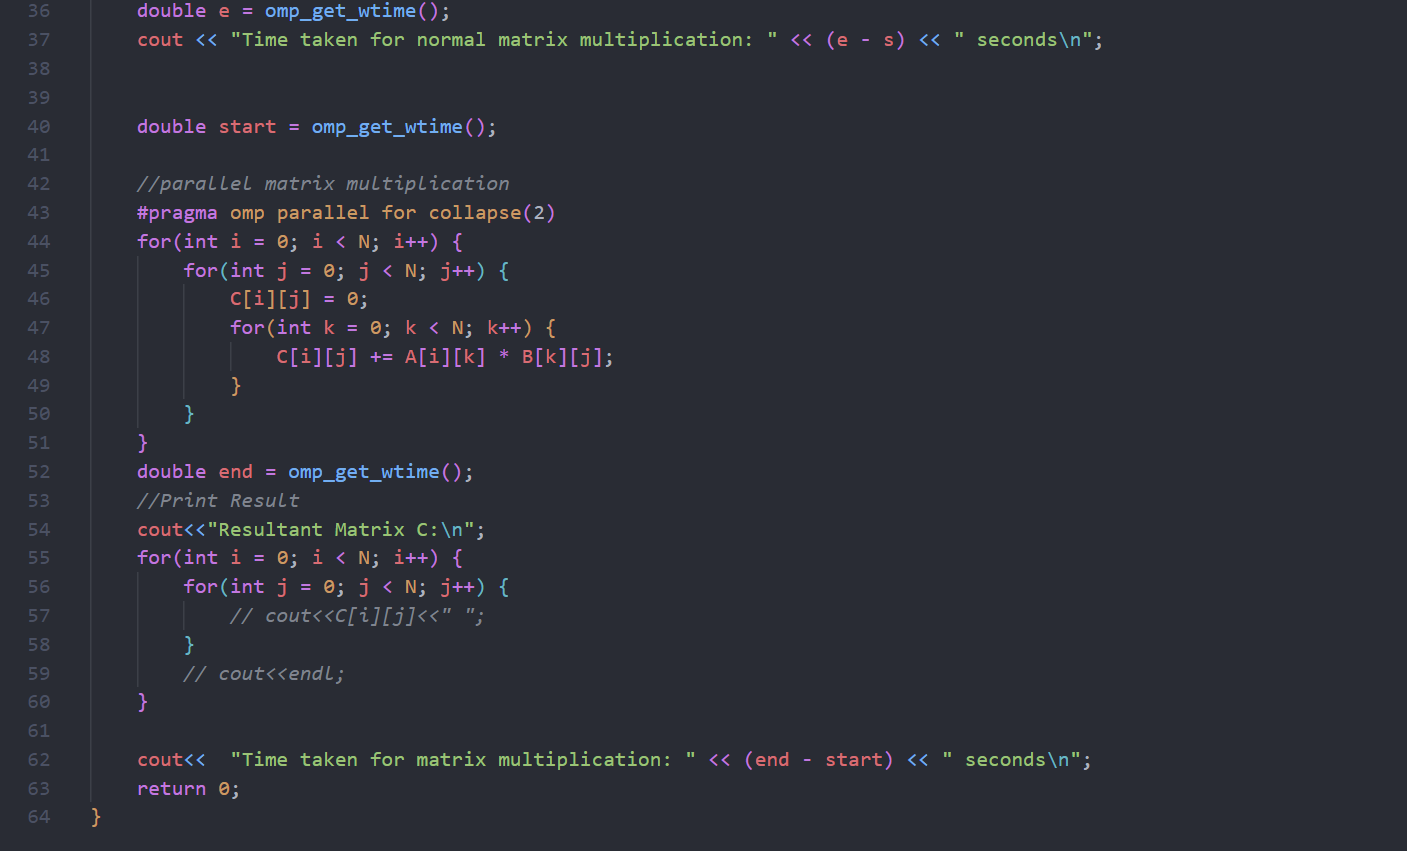 36 double e = omp_get_wtime();
37 cout << "Time taken for normal matrix multiplication: " << (e - s) << " seconds\n";
38
39
40 double start = omp_get_wtime();
41
42 //parallel matrix multiplication
43 #pragma omp parallel for collapse(2)
44 for(int i = 0; i < N; i++) {
45 for(int j = 0; j < N; j++) {
46 C[i][j] = 0;
47 for(int k = 0; k < N; k++) {
48 C[i][j] += A[i][k] * B[k][j];
49 }
50 }
51 }
52 double end = omp_get_wtime();
53 //Print Result
54 cout<<"Resultant Matrix C:\n";
55 for(int i = 0; i < N; i++) {
56 for(int j = 0; j < N; j++) {
57 // cout<<C[i][j]<<" ";
58 }
59 // cout<<endl;
60 }
61
62 cout<<  "Time taken for matrix multiplication: " << (end - start) << " seconds\n";
63 return 0;
64 }